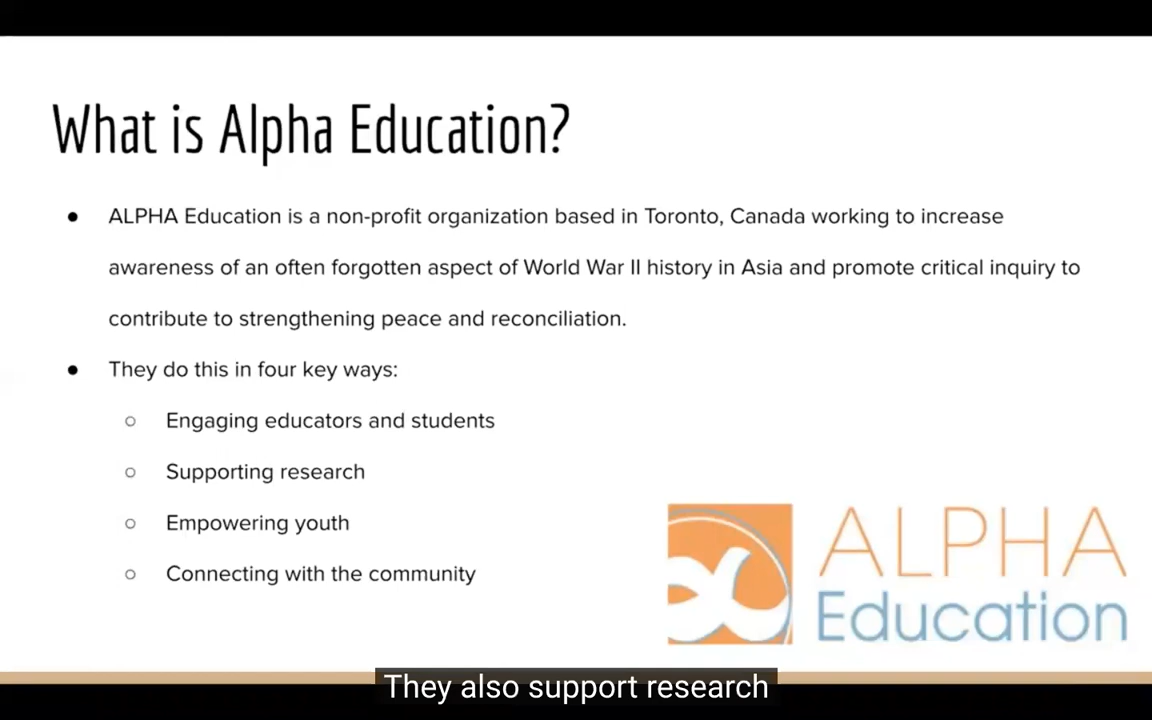 What is Alpha Education?
● ALPHA Education is a non-profit organization based in Toronto, Canada working to increase
awareness of an often forgotten aspect of World War II history in Asia and promote critical inquiry to
contribute to strengthening peace and reconciliation.
● They do this in four key ways:
○ Engaging educators and students
○ Supporting research
○ Empowering youth
○ Connecting with the community
ALPHA
Education
They also support research